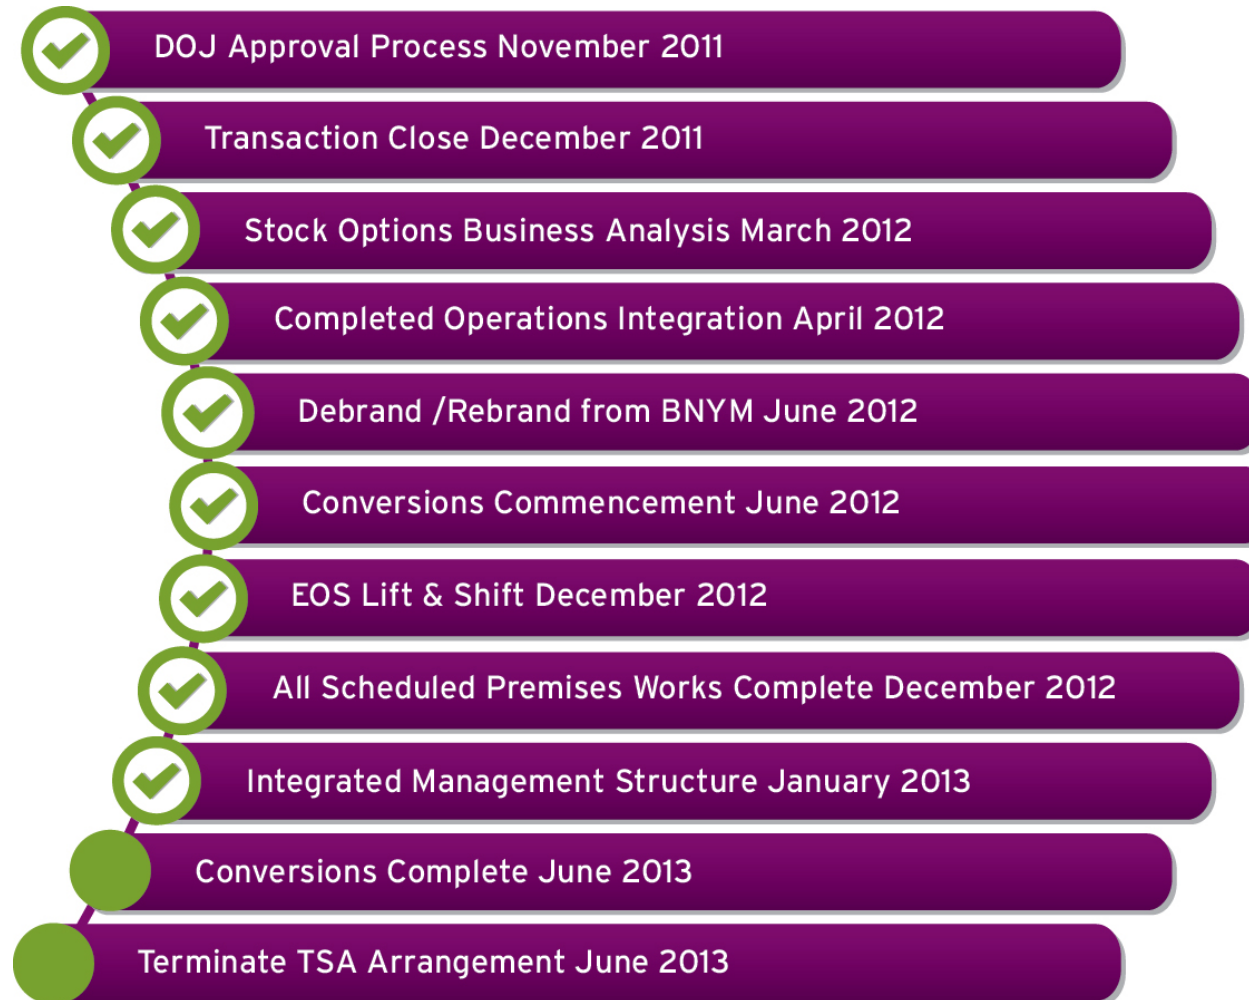 DOJ Approval Process November 2011
Transaction Close December 2011
Stock Options Business Analysis March 2012
Completed Operations Integration April 2012
Debrand /Rebrand from BNYM June 2012
Conversions Commencement June 2012
EOS Lift & Shift December 2012
All Scheduled Premises Works Complete December 2012
Integrated Management Structure January 2013
Conversions Complete June 2013
Terminate TSA Arrangement June 2013